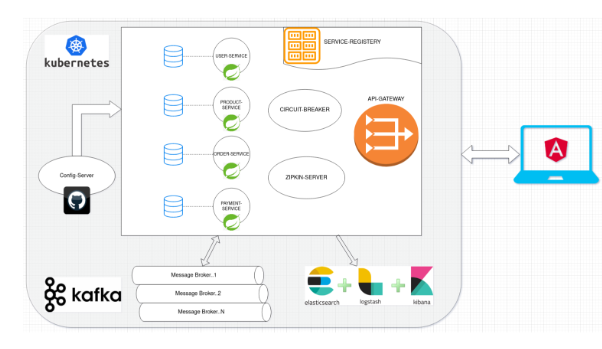 kubernetes
USER-SERVICE
SERVICE-REGISTERY
PRODUCT-
SERVICE
CIRCUIT-BREAKER
API-GATEWAY
ORDER-SERVICE
Config-Server
ZIPKIN-SERVER
PAYMENT-
SERVICE
kafka
Message Broker..1
Message Broker..2
Message Broker..N
elasticsearch
logstash
kibana